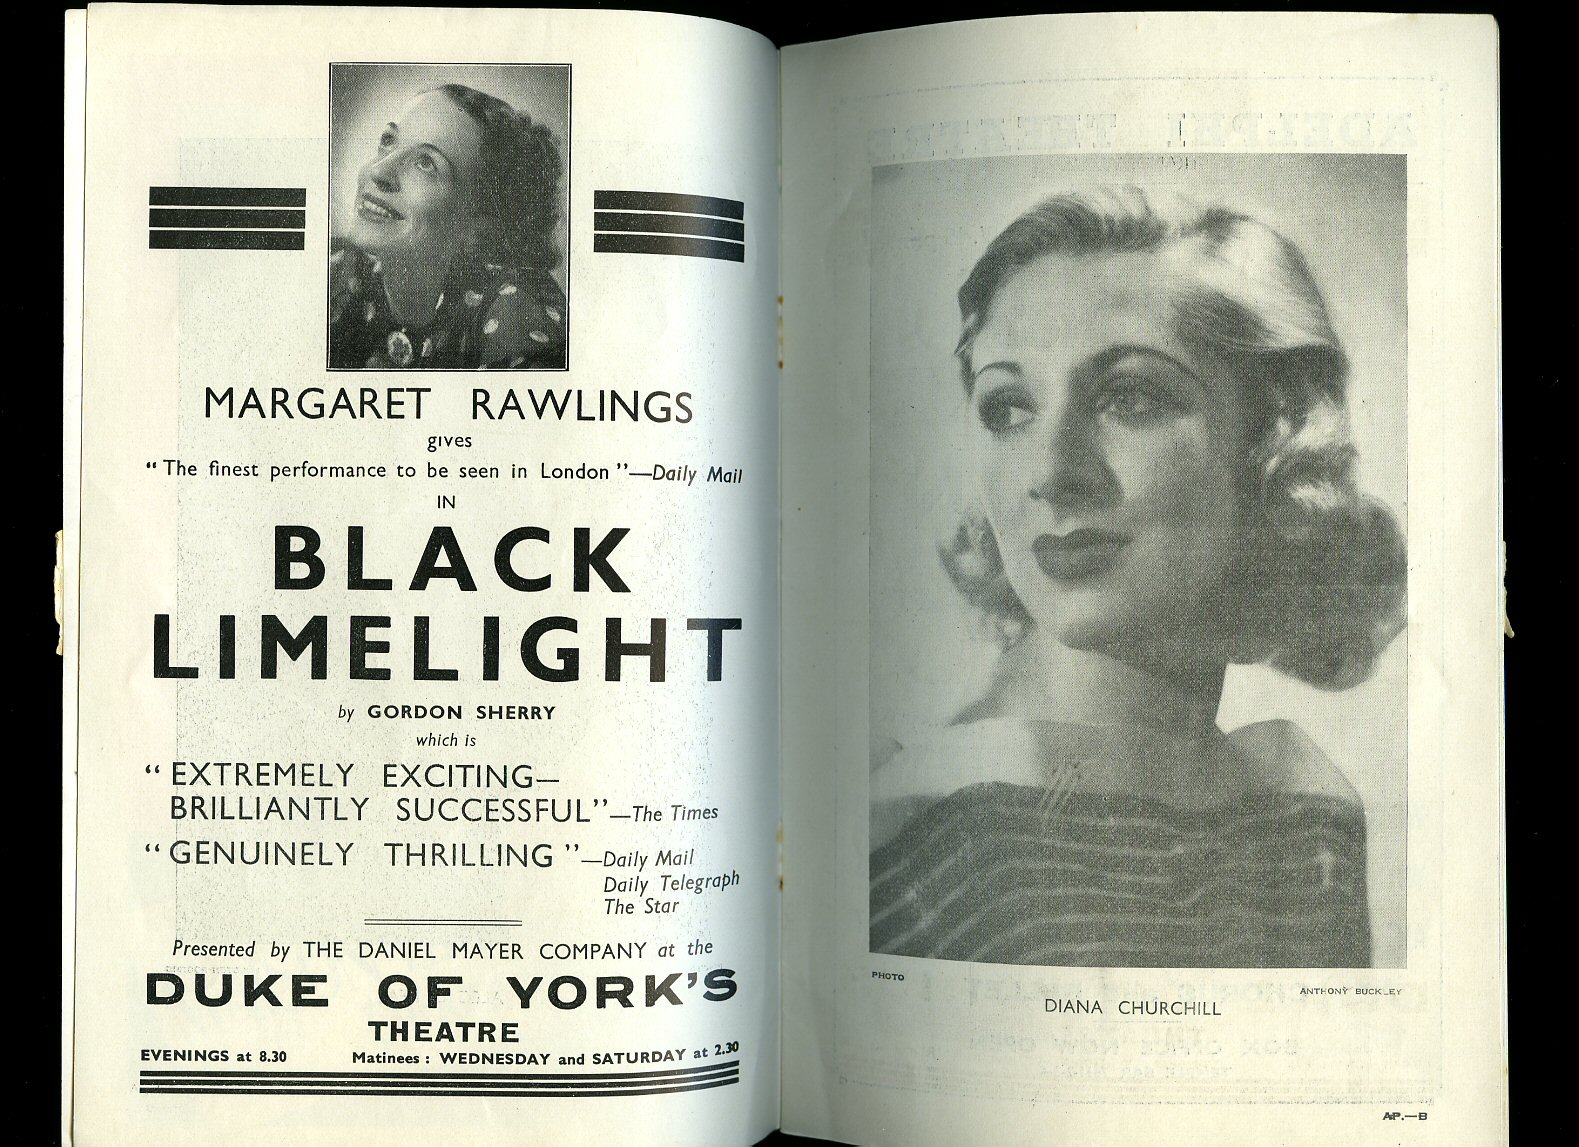 MARGARET RAWLINGS
gives
“The finest performance to be seen in London”—Daily Mail
IN
BLACK
LIMELIGHT
by GORDON SHERRY
which is
“EXTREMELY EXCITING—
BRILLIANTLY SUCCESSFUL”—The Times
“GENUINELY THRILLING”—Daily Mail
Daily Telegraph
The Star
Presented by THE DANIEL MAYER COMPANY at the
DUKE OF YORK’S
THEATRE
EVENINGS at 8.30 Matinees: WEDNESDAY and SATURDAY at 2.30
PHOTO ANTHONY BUCKLEY
DIANA CHURCHILL
AP.—B